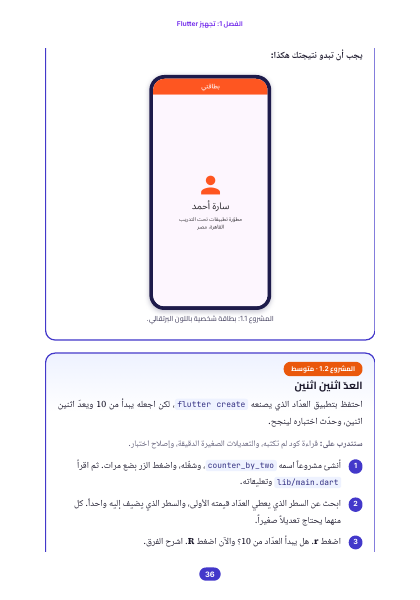 الفصل 1: تجهيز Flutter
يجب أن تبدو نتيجتك هكذا:
بطاقتي
سارة أحمد
مطوّرة تطبيقات تحت التدريب
القاهرة، مصر
المشروع 1.1: بطاقة شخصية باللون البرتقالي.
المشروع 1.2 · متوسط
العدّ اثنين اثنين
احتفظ بتطبيق العدّاد الذي يصنعه flutter create، لكن اجعله يبدأ من 10 ويعدّ اثنين
اثنين، وحدّث اختباره لينجح.
ستتدرب على: قراءة كود لم تكتبه، والتعديلات الصغيرة الدقيقة، وإصلاح اختبار.
1 أنشئ مشروعاً اسمه counter_by_two، وشغّله، واضغط الزر بضع مرات. ثم اقرأ
lib/main.dart وتعليقاته.
2 ابحث عن السطر الذي يعطي العدّاد قيمته الأولى، والسطر الذي يضيف إليه واحداً. كل
منهما يحتاج تعديلاً صغيراً.
3 اضغط r. هل يبدأ العدّاد من 10؟ والآن اضغط R. اشرح الفرق.
36